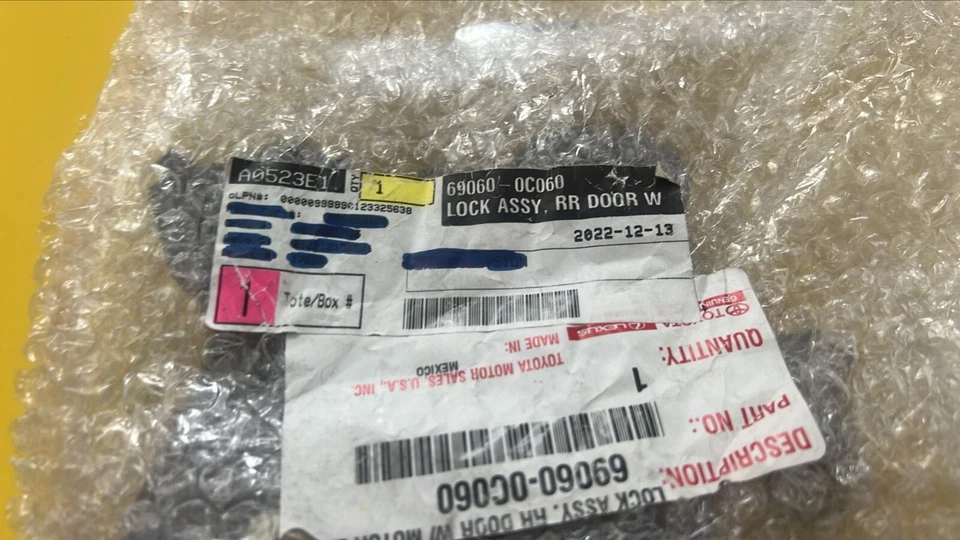 A0523E1
QTY
1
69060-0C060
LOCK ASSY, RR DOOR W
oLPN#:
2022-12-13
1
Tote/Box #
TOYOTA
GENUINE
LEXUS
QUANTITY:
1
MADE IN:
MEXICO
TOYOTA MOTOR SALES, U.S.A., INC.
PART NO.:
69060-0C060
DESCRIPTION:
LOCK ASSY, RR DOOR W/ MOTOR